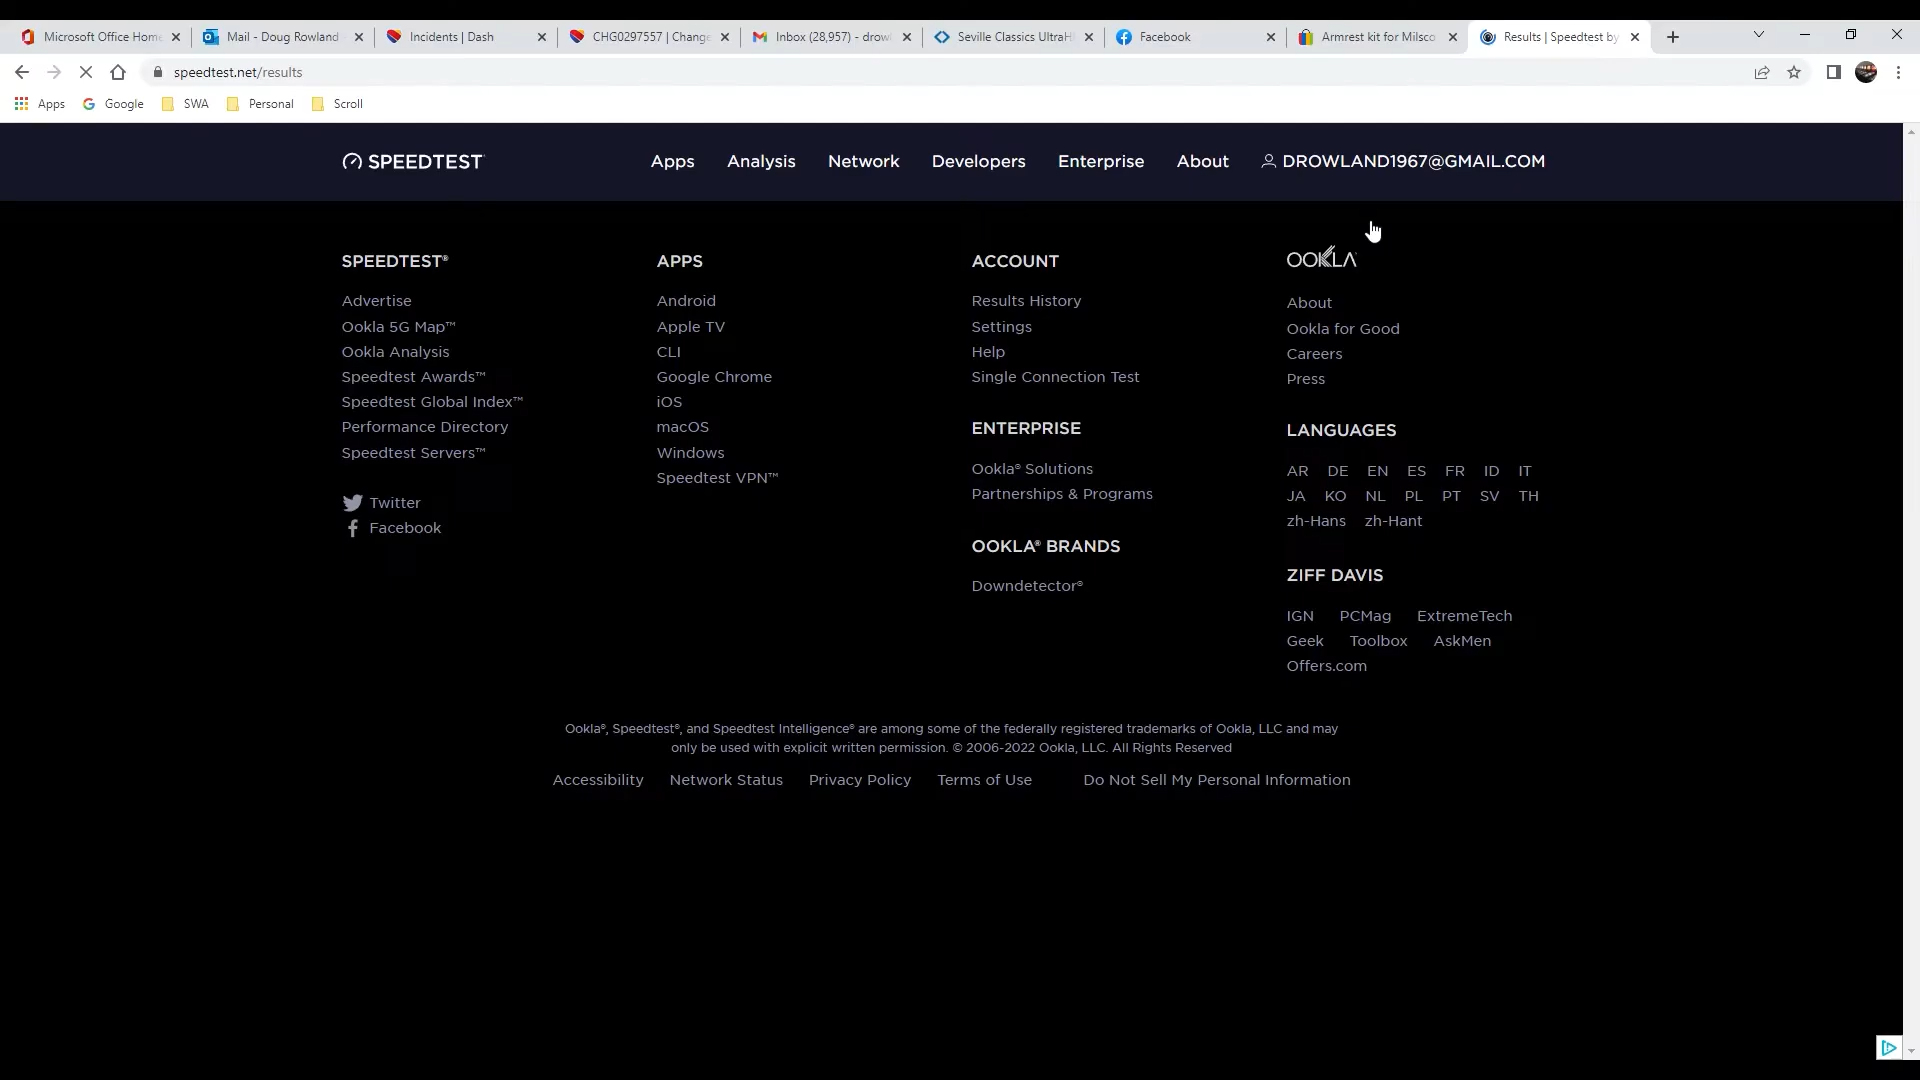 Microsoft Office Home
Mail - Doug Rowland
Incidents | Dash
CHG0297557 | Change
Inbox (28,957) - drowl
Seville Classics UltraH
Facebook
Armrest kit for Milsco
Results | Speedtest by
speedtest.net/results
Apps
Google
SWA
Personal
Scroll
SPEEDTEST
Apps
Analysis
Network
Developers
Enterprise
About
DROWLAND1967@GMAIL.COM
SPEEDTEST®
Advertise
Ookla 5G Map™
Ookla Analysis
Speedtest Awards™
Speedtest Global Index™
Performance Directory
Speedtest Servers™
Twitter
Facebook
APPS
Android
Apple TV
CLI
Google Chrome
iOS
macOS
Windows
Speedtest VPN™
ACCOUNT
Results History
Settings
Help
Single Connection Test
ENTERPRISE
Ookla® Solutions
Partnerships & Programs
OOKLA® BRANDS
Downdetector®
OOKLA
About
Ookla for Good
Careers
Press
LANGUAGES
AR DE EN ES FR ID IT
JA KO NL PL PT SV TH
zh-Hans zh-Hant
ZIFF DAVIS
IGN PCMag ExtremeTech
Geek Toolbox AskMen
Offers.com
Ookla®, Speedtest®, and Speedtest Intelligence® are among some of the federally registered trademarks of Ookla, LLC and may
only be used with explicit written permission. © 2006-2022 Ookla, LLC. All Rights Reserved
Accessibility Network Status Privacy Policy Terms of Use Do Not Sell My Personal Information